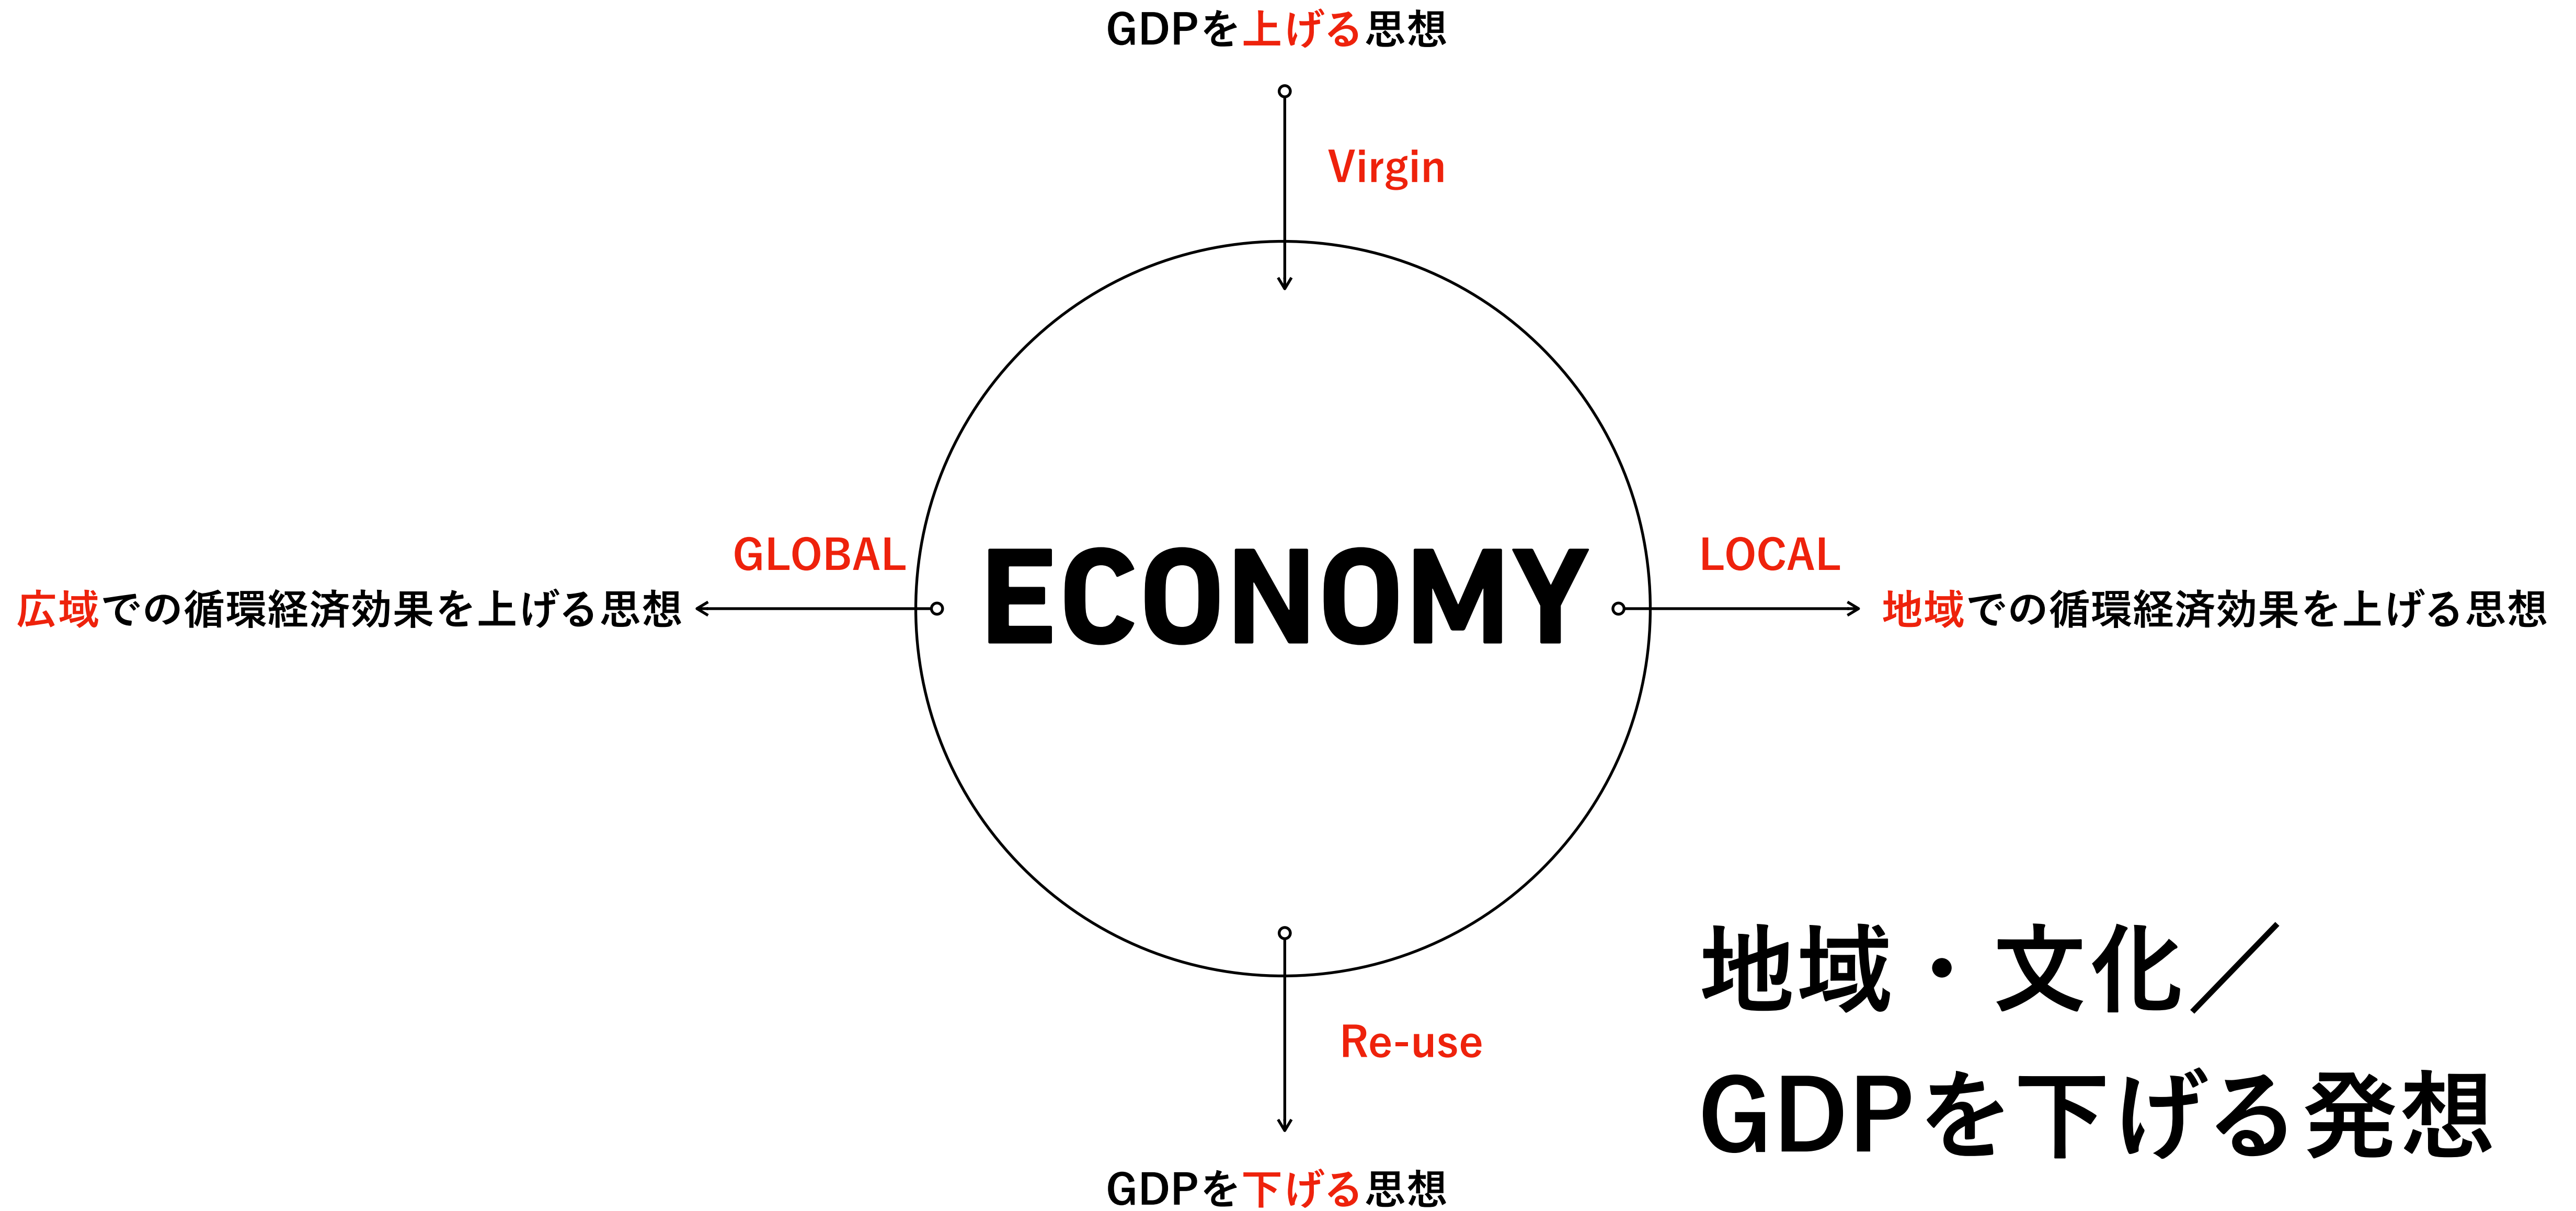 GDPを上げる思想
Virgin
GLOBAL
広域での循環経済効果を上げる思想
ECONOMY
LOCAL
地域での循環経済効果を上げる思想
Re-use
GDPを下げる思想
地域・文化／
GDPを下げる発想